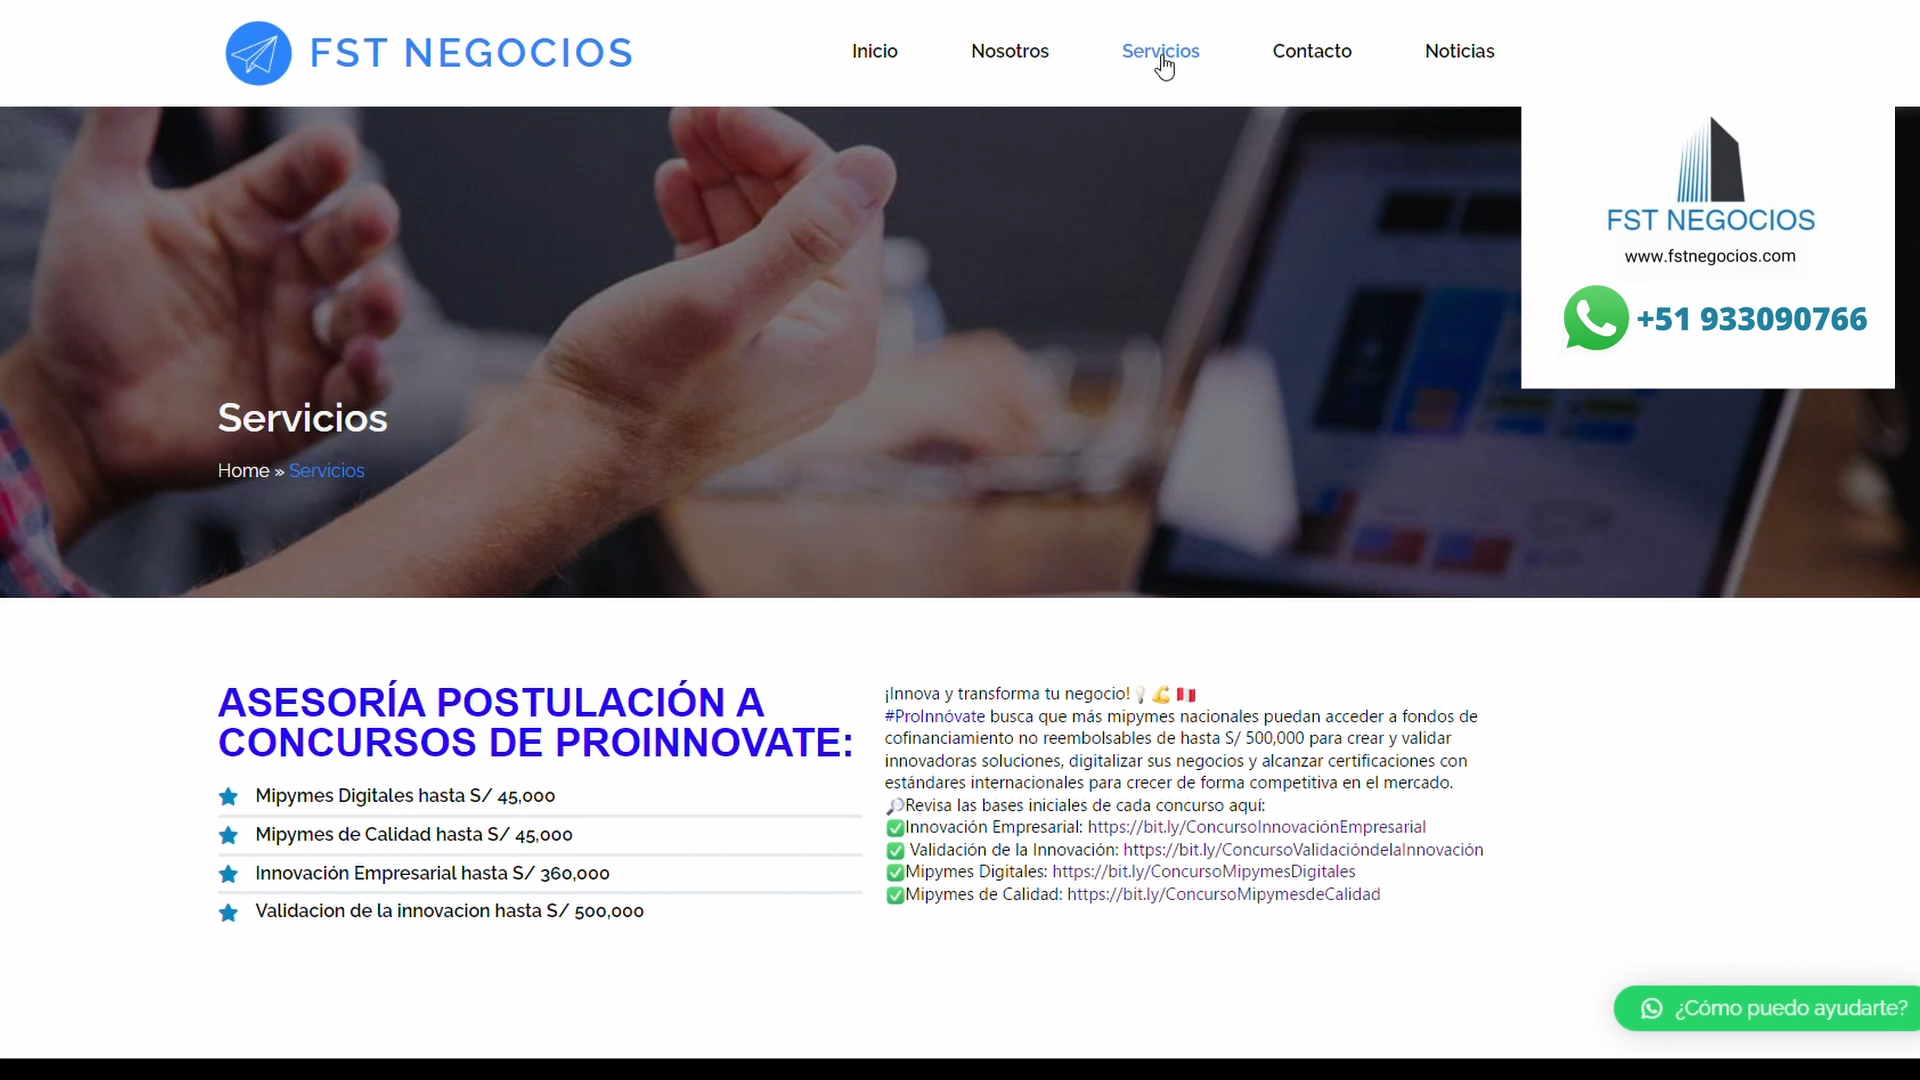 FST NEGOCIOS
Inicio
Nosotros
Servicios
Contacto
Noticias
FST NEGOCIOS
www.fstnegocios.com
+51 933090766
Servicios
Home » Servicios
ASESORÍA POSTULACIÓN A
CONCURSOS DE PROINNOVATE:
Mipymes Digitales hasta S/ 45,000
Mipymes de Calidad hasta S/ 45,000
Innovación Empresarial hasta S/ 360,000
Validacion de la innovacion hasta S/ 500,000
¡Innova y transforma tu negocio!💡💪🇵🇪
#ProInnóvate busca que más mipymes nacionales puedan acceder a fondos de
cofinanciamiento no reembolsables de hasta S/ 500,000 para crear y validar
innovadoras soluciones, digitalizar sus negocios y alcanzar certificaciones con
estándares internacionales para crecer de forma competitiva en el mercado.
🔎Revisa las bases iniciales de cada concurso aquí:
✅Innovación Empresarial: https://bit.ly/ConcursoInnovaciónEmpresarial
✅ Validación de la Innovación: https://bit.ly/ConcursoValidacióndelaInnovación
✅Mipymes Digitales: https://bit.ly/ConcursoMipymesDigitales
✅Mipymes de Calidad: https://bit.ly/ConcursoMipymesdeCalidad
¿Cómo puedo ayudarte?